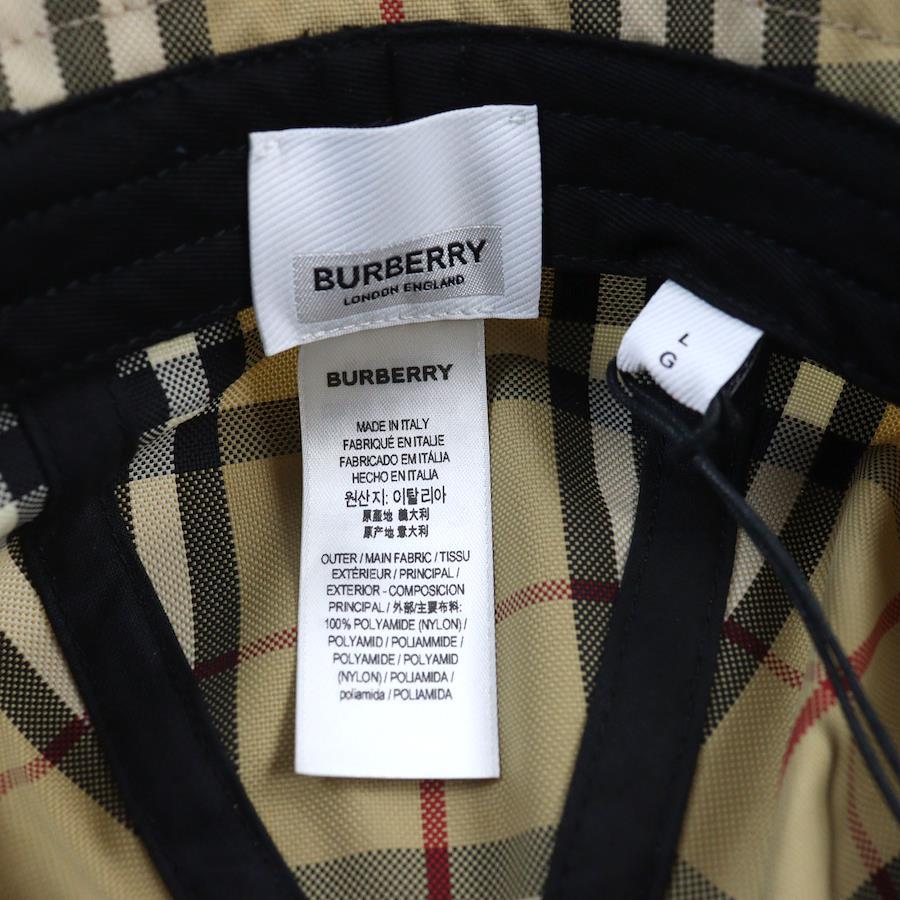 BURBERRY
LONDON ENGLAND
L
G
BURBERRY
MADE IN ITALY
FABRIQUÉ EN ITALIE
FABRICADO EM ITÁLIA
HECHO EN ITALIA
원산지: 이탈리아
原產地 義大利
原产地 意大利
OUTER / MAIN FABRIC / TISSU
EXTÉRIEUR / PRINCIPAL /
EXTERIOR - COMPOSICION
PRINCIPAL / 外部/主要布料:
100% POLYAMIDE (NYLON) /
POLYAMID / POLIAMMIDE /
POLYAMIDE / POLYAMID
(NYLON) / POLIAMIDA /
poliamida / POLIAMIDA